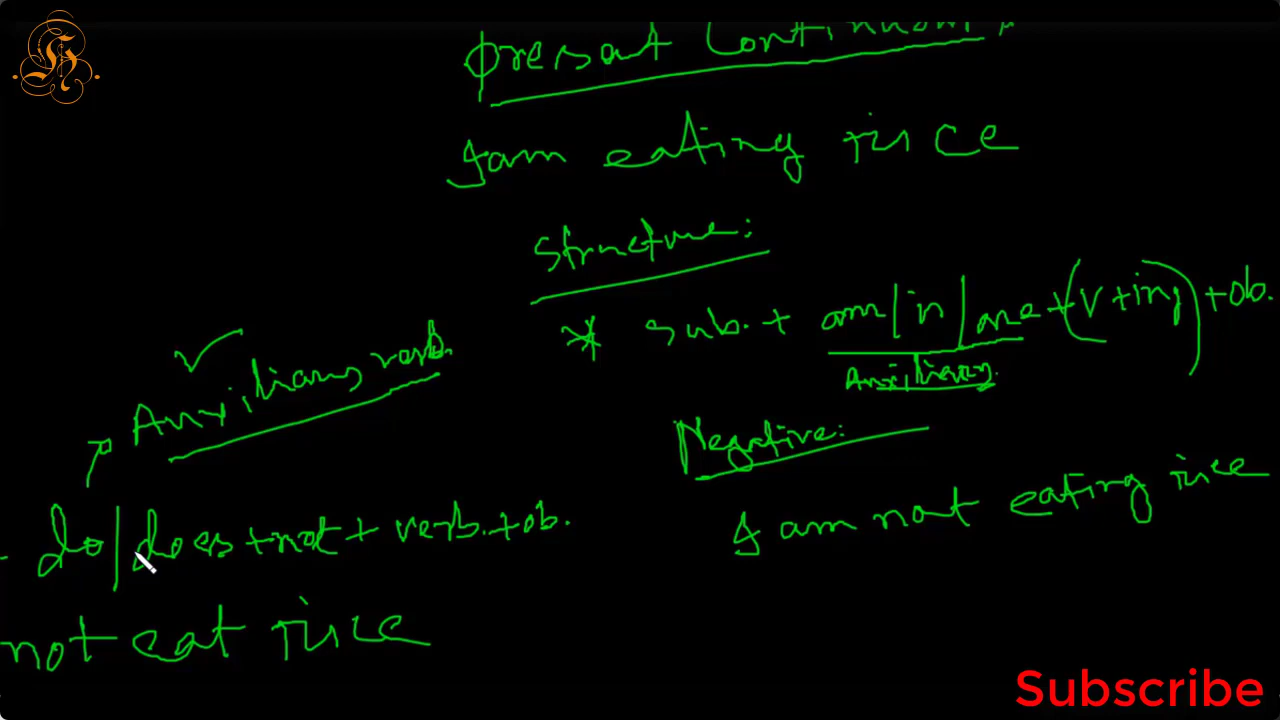 present Continuous
I am eating rice
Structure:
* sub. + am | is | are + (V + ing) + ob.
Auxiliary
Negative:
I am not eating rice
✓
Auxiliary verb.
do | does + not + verb. + ob.
not eat rice
Subscribe